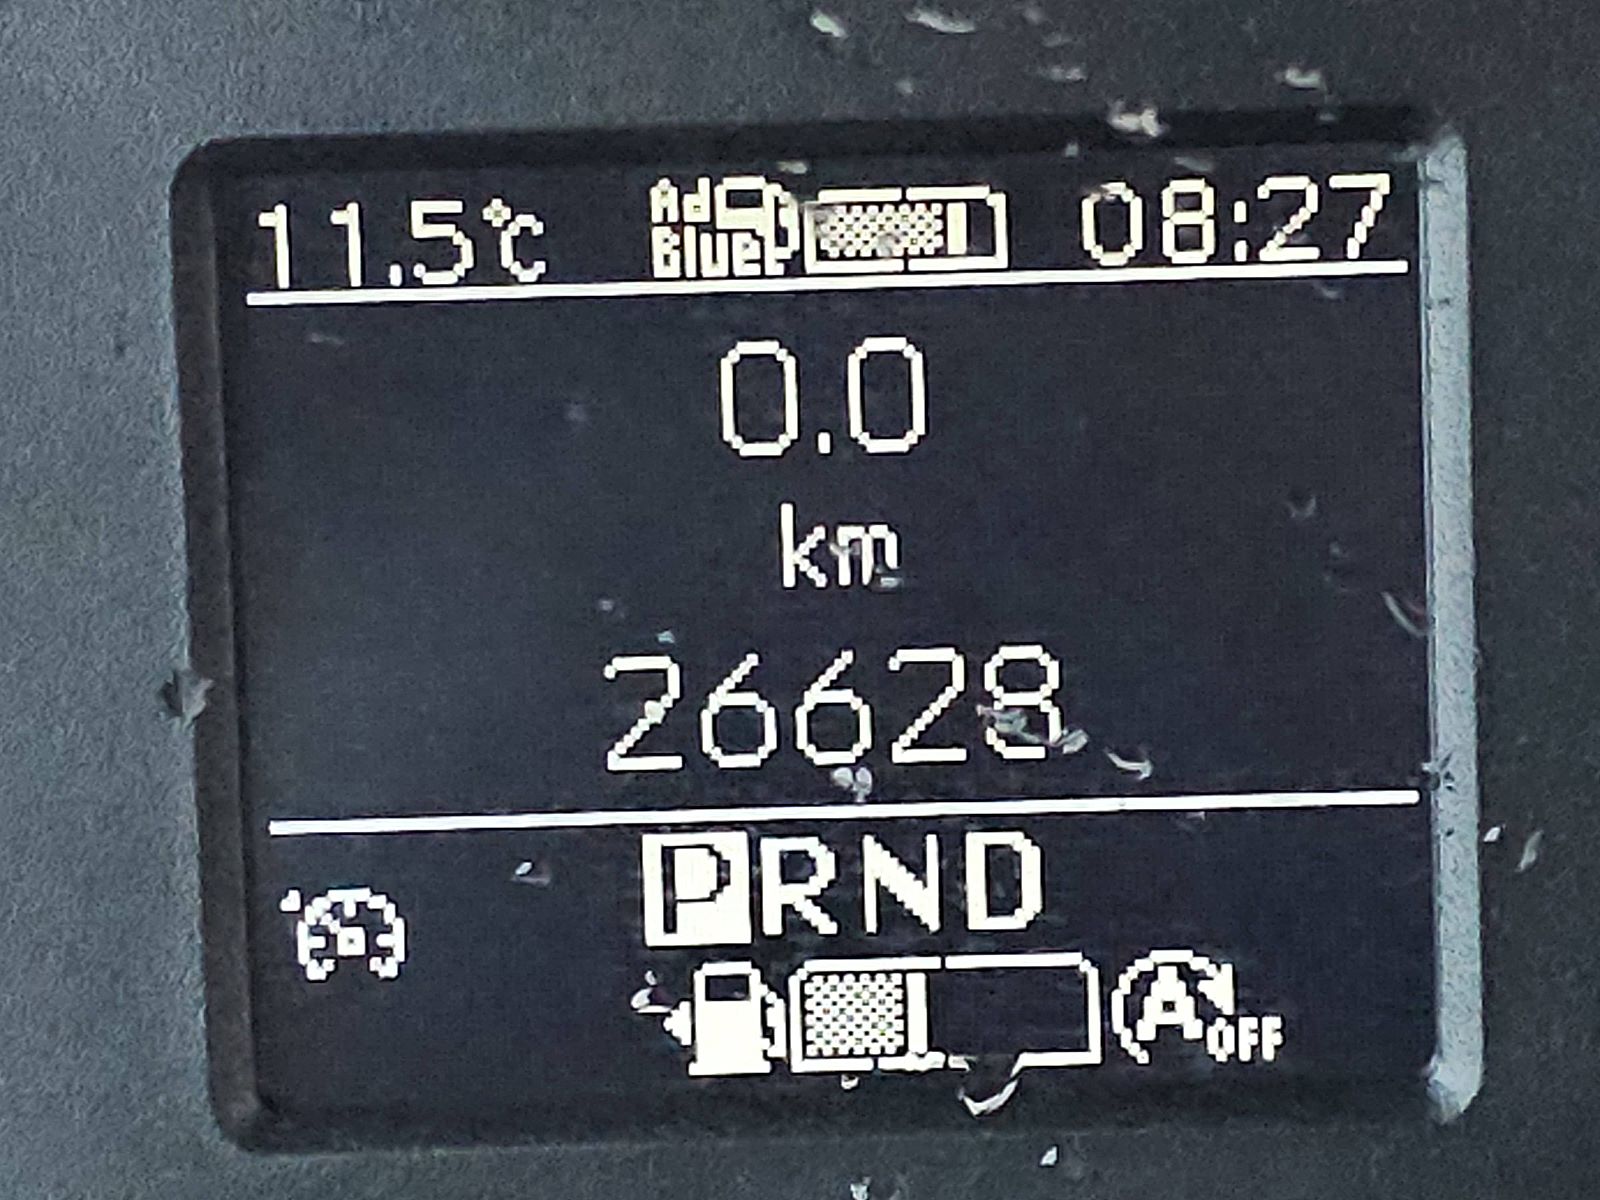 11.5°C Ad Blue 08:27
0.0
km
26628
PRND
A OFF